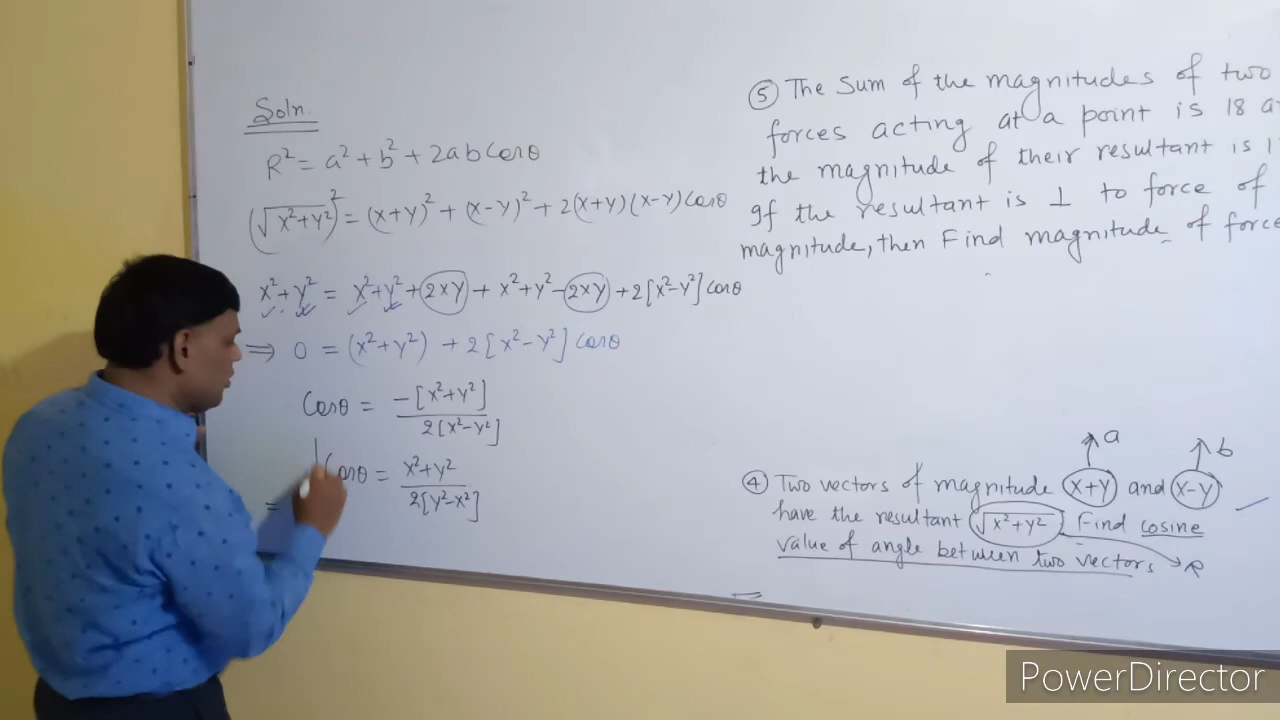 Soln.
R² = a² + b² + 2ab Cosθ
(√x²+y²)² = (x+y)² + (x-y)² + 2(x+y)(x-y) Cosθ
x²+y² = x²+y²+2xy + x²+y²-2xy +2[x²-y²] Cosθ
⇒ 0 = (x²+y²) + 2[x²-y²] Cosθ
Cosθ = -[x²+y²] / 2[x²-y²]
Cosθ = x²+y² / 2[y²-x²]
=
⑤ The Sum of the magnitudes of two
forces acting at a point is 18
the magnitude of their resultant is
If the resultant is ⊥ to force of
magnitude, then Find magnitude of force
a b
④ Two vectors of magnitude x+y and x-y
have the resultant √x²+y² Find cosine
value of angle between two vectors R
PowerDirector